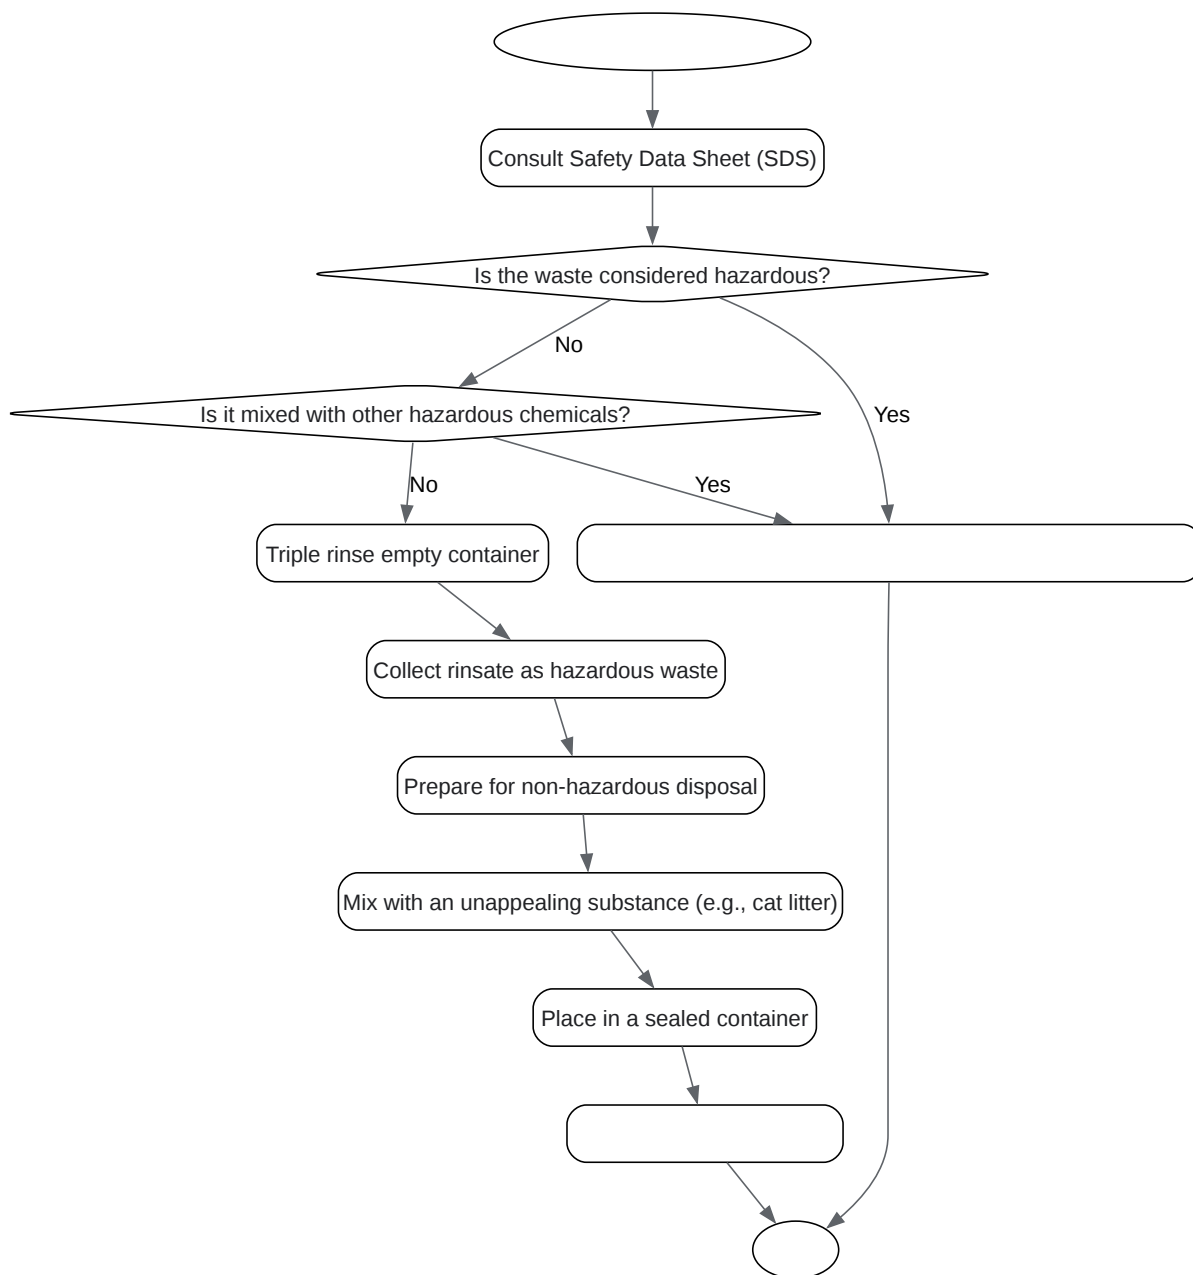 Consult Safety Data Sheet (SDS)
Is the waste considered hazardous?
No
Is it mixed with other hazardous chemicals?
Yes
No
Yes
Triple rinse empty container
Collect rinsate as hazardous waste
Prepare for non-hazardous disposal
Mix with an unappealing substance (e.g., cat litter)
Place in a sealed container